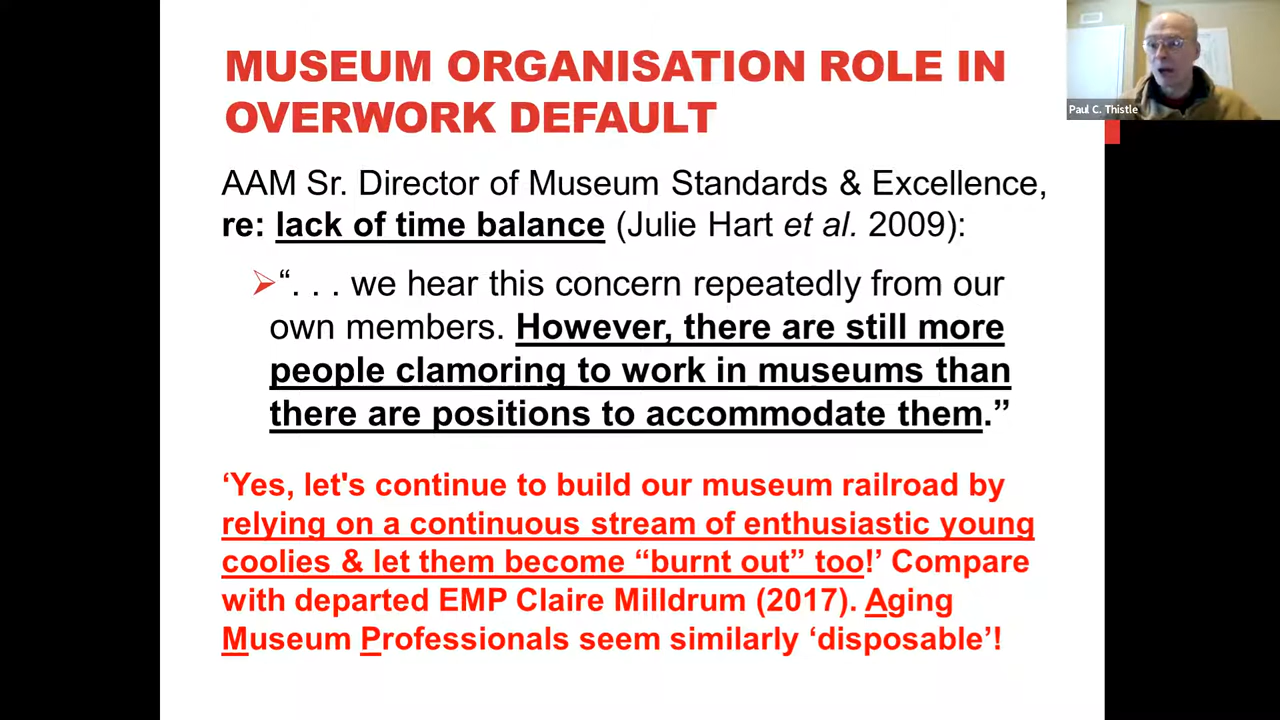 MUSEUM ORGANISATION ROLE IN
OVERWORK DEFAULT
Paul C. Thistle
AAM Sr. Director of Museum Standards & Excellence,
re: lack of time balance (Julie Hart et al. 2009):
“. . . we hear this concern repeatedly from our
own members. However, there are still more
people clamoring to work in museums than
there are positions to accommodate them.”
‘Yes, let's continue to build our museum railroad by
relying on a continuous stream of enthusiastic young
coolies & let them become “burnt out” too!’ Compare
with departed EMP Claire Milldrum (2017). Aging
Museum Professionals seem similarly ‘disposable’!